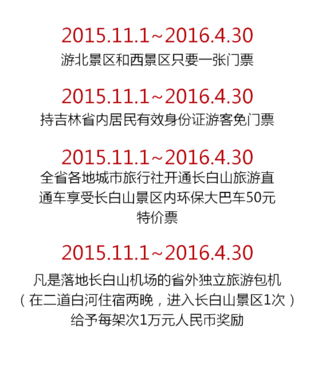 2015.11.1~2016.4.30
游北景区和西景区只要一张门票
2015.11.1~2016.4.30
持吉林省内居民有效身份证游客免门票
2015.11.1~2016.4.30
全省各地城市旅行社开通长白山旅游直
通车享受长白山景区内环保大巴车50元
特价票
2015.11.1~2016.4.30
凡是落地长白山机场的省外独立旅游包机
（在二道白河住宿两晚，进入长白山景区1次）
给予每架次1万元人民币奖励